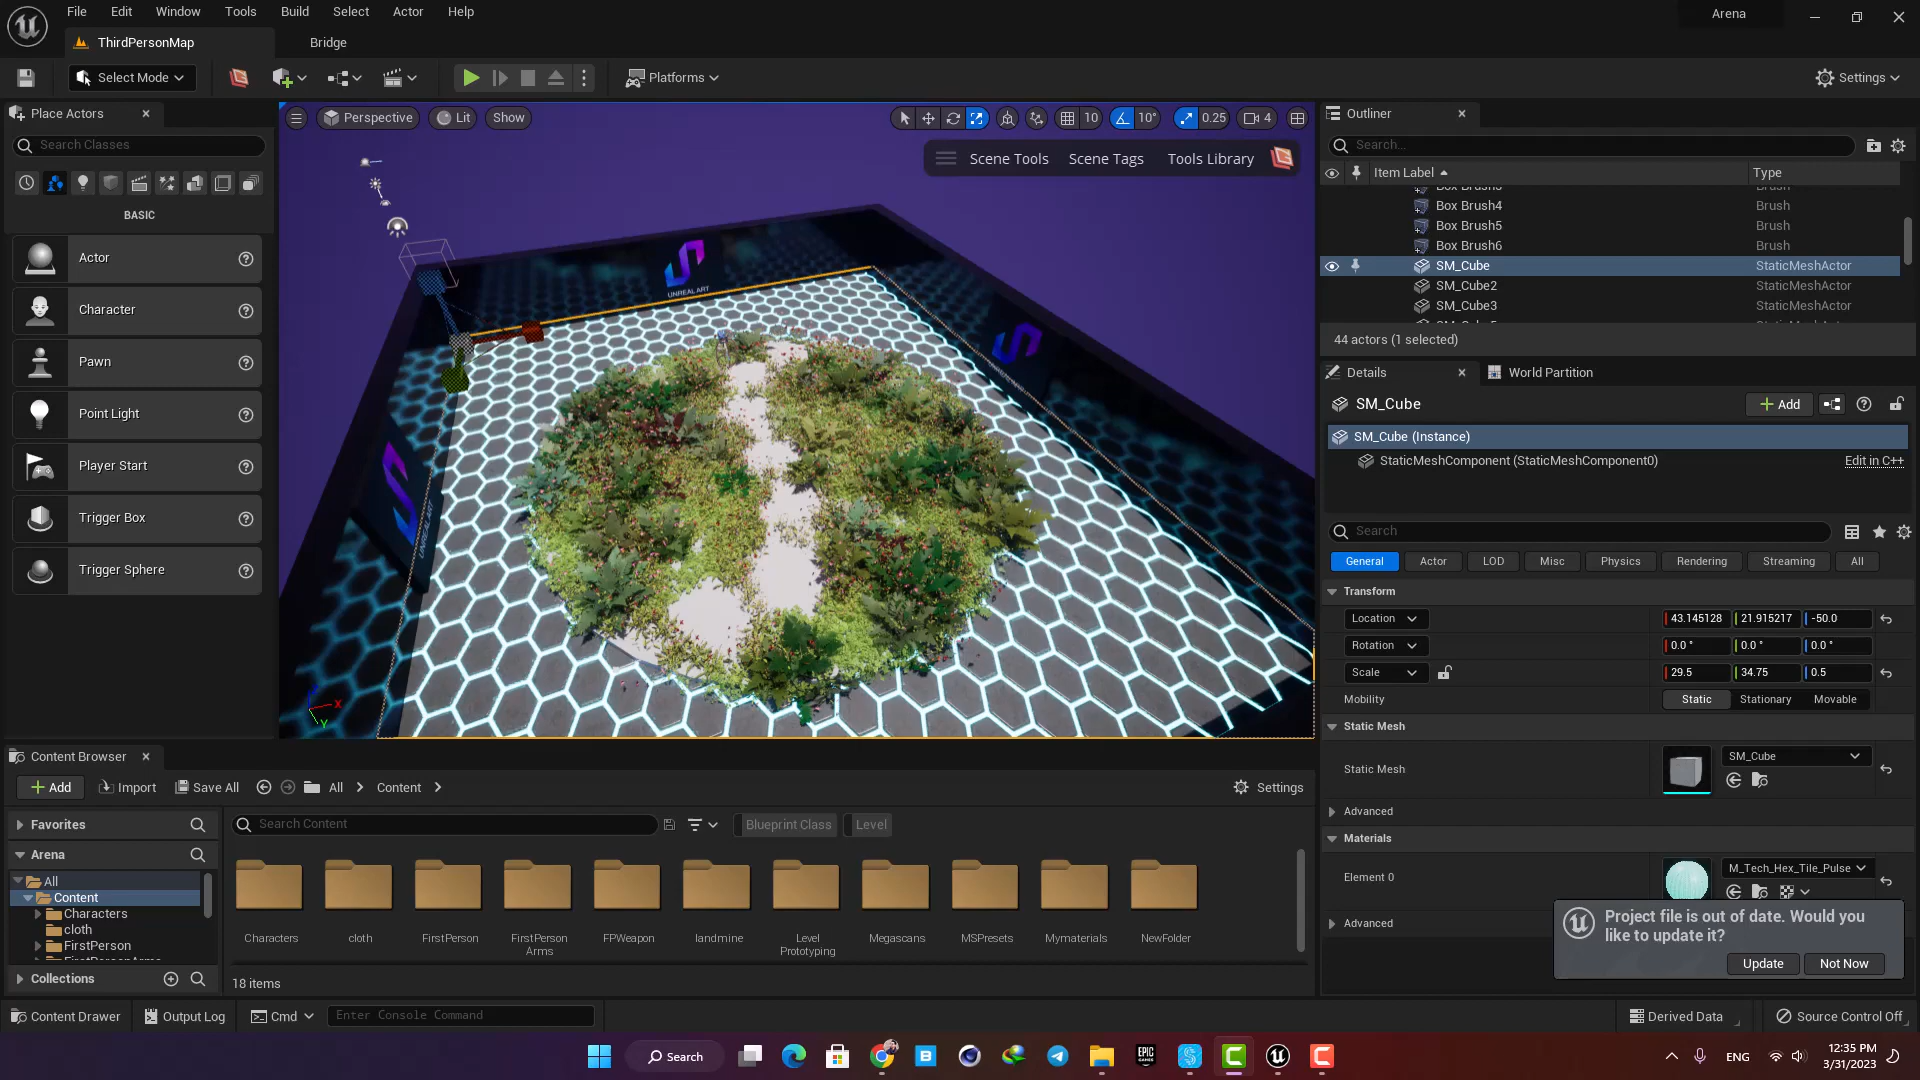 File Edit Window Tools Build Select Actor Help
Arena
ThirdPersonMap
Bridge
Select Mode
Platforms
Settings
Place Actors
Search Classes
BASIC
Actor
Character
Pawn
Point Light
Player Start
Trigger Box
Trigger Sphere
Perspective Lit Show
10 10° 0.25 4
Scene Tools Scene Tags Tools Library
UNREAL ART
Outliner
Search...
Item Label Type
Box Brush3 Brush
Box Brush4 Brush
Box Brush5 Brush
Box Brush6 Brush
SM_Cube StaticMeshActor
SM_Cube2 StaticMeshActor
SM_Cube3 StaticMeshActor
44 actors (1 selected)
Details World Partition
SM_Cube
Add
SM_Cube (Instance)
StaticMeshComponent (StaticMeshComponent0) Edit in C++
Search
General Actor LOD Misc Physics Rendering Streaming All
Transform
Location 43.145128 21.915217 -50.0
Rotation 0.0 ° 0.0 ° 0.0 °
Scale 29.5 34.75 0.5
Mobility Static Stationary Movable
Static Mesh
Static Mesh SM_Cube
Advanced
Materials
Element 0 M_Tech_Hex_Tile_Pulse
Advanced
Project file is out of date. Would you
like to update it?
Update Not Now
Content Browser
Add Import Save All All Content Settings
Favorites
Arena
All
Content
Characters
cloth
FirstPerson
FirstPersonArms
Collections
Search Content Blueprint Class Level
Characters cloth FirstPerson FirstPerson FPWeapon landmine Level Megascans MSPresets Mymaterials NewFolder
Arms Prototyping
18 items
Content Drawer Output Log Cmd Enter Console Command Derived Data Source Control Off
Search
EPIC
GAMES
ENG
12:35 PM
3/31/2023